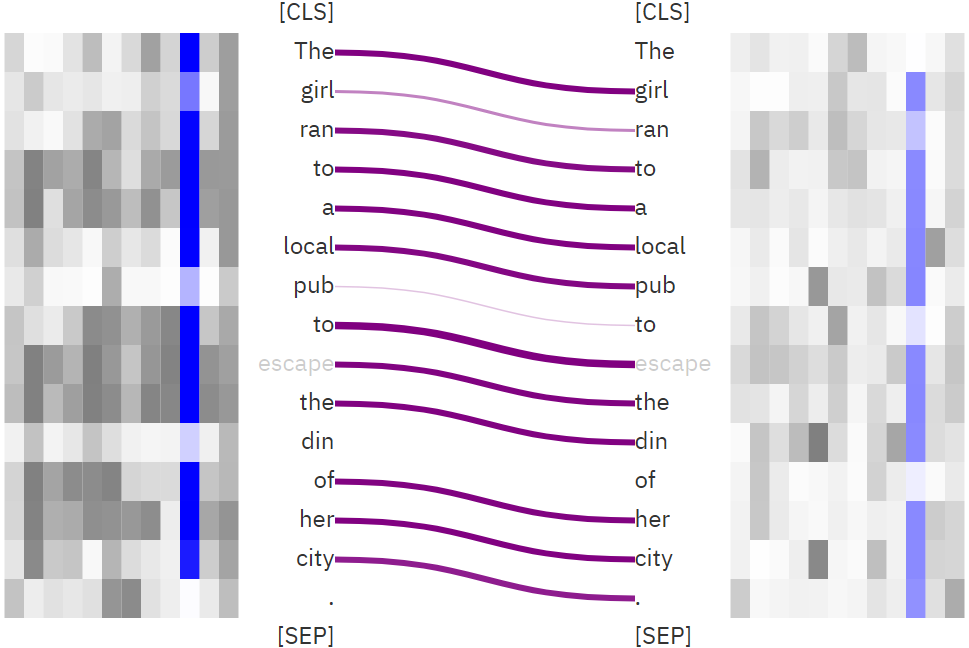 [CLS] [CLS]
The The
girl girl
ran ran
to to
a a
local local
pub pub
to to
escape escape
the the
din din
of of
her her
city city
. .
[SEP] [SEP]